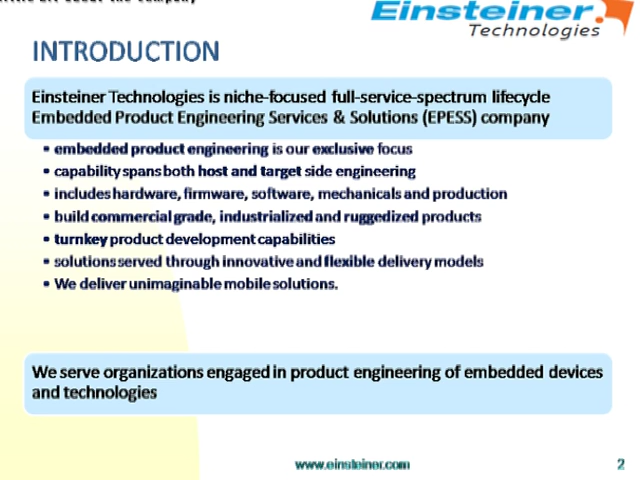 Einsteiner
Technologies
INTRODUCTION
Einsteiner Technologies is niche-focused full-service-spectrum lifecycle
Embedded Product Engineering Services & Solutions (EPESS) company
• embedded product engineering is our exclusive focus
• capability spans both host and target side engineering
• includes hardware, firmware, software, mechanicals and production
• build commercial grade, industrialized and ruggedized products
• turnkey product development capabilities
• solutions served through innovative and flexible delivery models
• We deliver unimaginable mobile solutions.
We serve organizations engaged in product engineering of embedded devices
and technologies
www.einsteiner.com
2